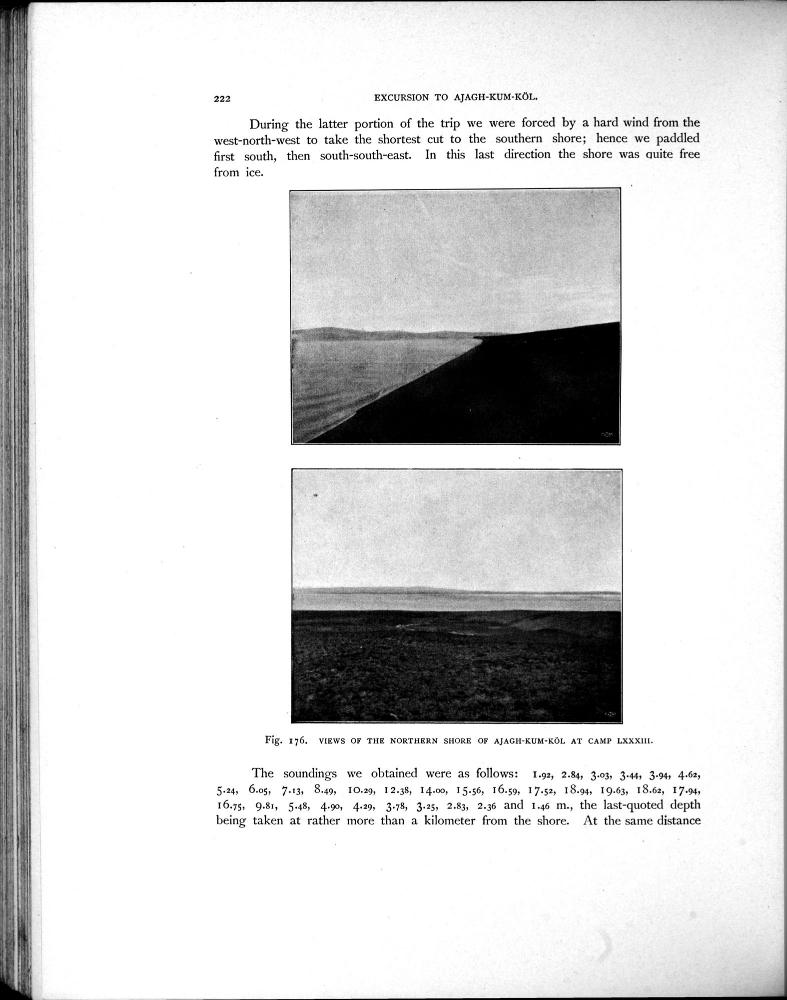 222
EXCURSION TO AJAGH-KUM-KÖL.
During the latter portion of the trip we were forced by a hard wind from the
west-north-west to take the shortest cut to the southern shore; hence we paddled
first south, then south-south-east. In this last direction the shore was quite free
from ice.
Fig. 176. VIEWS OF THE NORTHERN SHORE OF AJAGH-KUM-KÖL AT CAMP LXXXIII.
The soundings we obtained were as follows: 1.92, 2.84, 3.03, 3.44, 3.94, 4.62,
5.24, 6.05, 7.13, 8.49, 10.29, 12.38, 14.00, 15.56, 16.59, 17.52, 18.94, 19.63, 18.62, 17.94,
16.75, 9.81, 5.48, 4.90, 4.29, 3.78, 3.25, 2.83, 2.36 and 1.46 m., the last-quoted depth
being taken at rather more than a kilometer from the shore. At the same distance